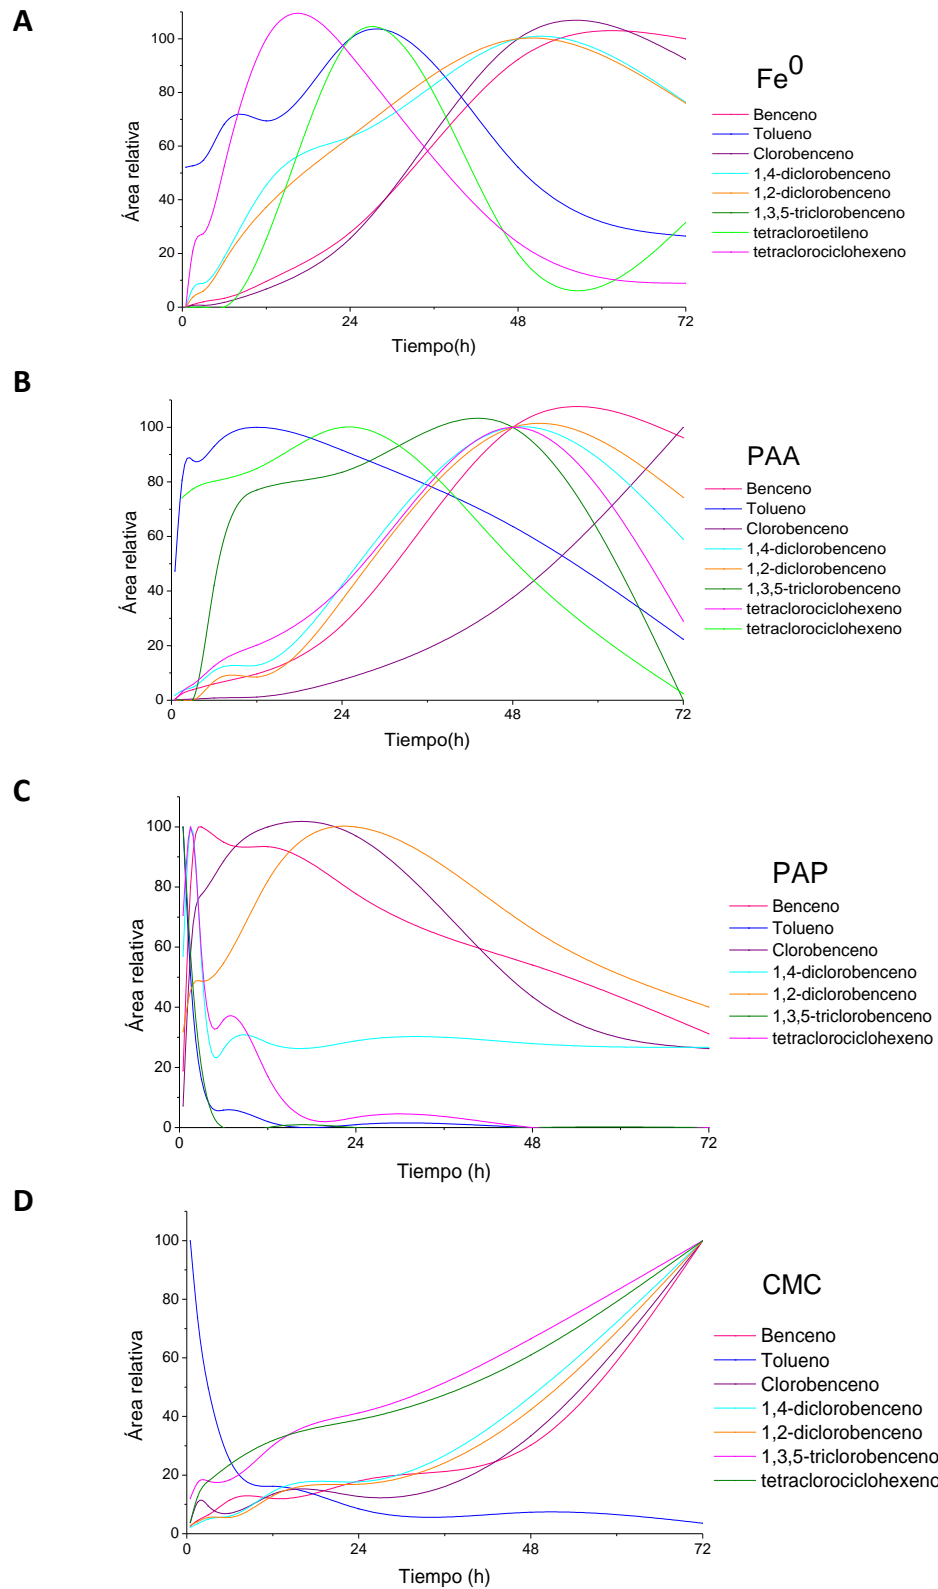 A
100
80
60
40
20
0
0
24
48
72
Área relativa
Tiempo(h)
Fe0
Benceno
Tolueno
Clorobenceno
1,4-diclorobenceno
1,2-diclorobenceno
1,3,5-triclorobenceno
tetracloroetileno
tetraclorociclohexeno
B
100
80
60
40
20
0
0
24
48
72
Área relativa
Tiempo(h)
PAA
Benceno
Tolueno
Clorobenceno
1,4-diclorobenceno
1,2-diclorobenceno
1,3,5-triclorobenceno
tetraclorociclohexeno
tetraclorociclohexeno
C
100
80
60
40
20
0
0
24
48
72
Área relativa
Tiempo (h)
PAP
Benceno
Tolueno
Clorobenceno
1,4-diclorobenceno
1,2-diclorobenceno
1,3,5-triclorobenceno
tetraclorociclohexeno
D
100
80
60
40
20
0
0
24
48
72
Área relativa
Tiempo (h)
CMC
Benceno
Tolueno
Clorobenceno
1,4-diclorobenceno
1,2-diclorobenceno
1,3,5-triclorobenceno
tetraclorociclohexeno